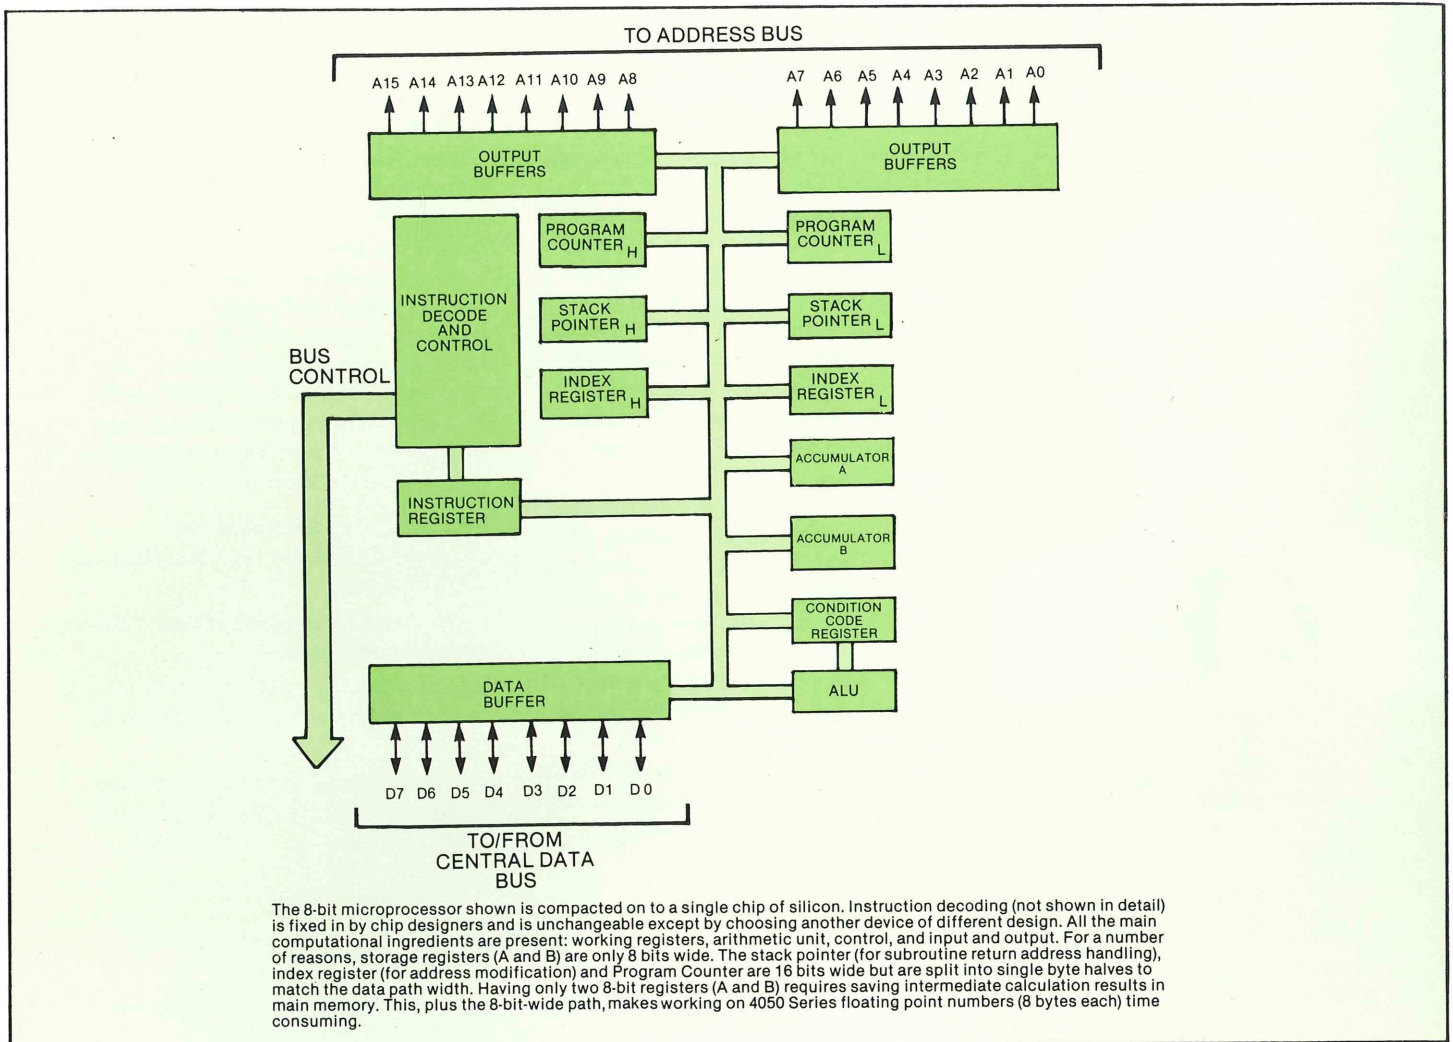 TO ADDRESS BUS
A15 A14 A13 A12 A11 A10 A9 A8
A7 A6 A5 A4 A3 A2 A1 A0
OUTPUT
BUFFERS
OUTPUT
BUFFERS
PROGRAM
COUNTER H
PROGRAM
COUNTER L
INSTRUCTION
DECODE
AND
CONTROL
STACK
POINTER H
STACK
POINTER L
BUS
CONTROL
INDEX
REGISTER H
INDEX
REGISTER L
ACCUMULATOR
A
INSTRUCTION
REGISTER
ACCUMULATOR
B
CONDITION
CODE
REGISTER
DATA
BUFFER
ALU
D7 D6 D5 D4 D3 D2 D1 D0
TO/FROM
CENTRAL DATA
BUS
The 8-bit microprocessor shown is compacted on to a single chip of silicon. Instruction decoding (not shown in detail)
is fixed in by chip designers and is unchangeable except by choosing another device of different design. All the main
computational ingredients are present: working registers, arithmetic unit, control, and input and output. For a number
of reasons, storage registers (A and B) are only 8 bits wide. The stack pointer (for subroutine return address handling),
index register (for address modification) and Program Counter are 16 bits wide but are split into single byte halves to
match the data path width. Having only two 8-bit registers (A and B) requires saving intermediate calculation results in
main memory. This, plus the 8-bit-wide path, makes working on 4050 Series floating point numbers (8 bytes each) time
consuming.